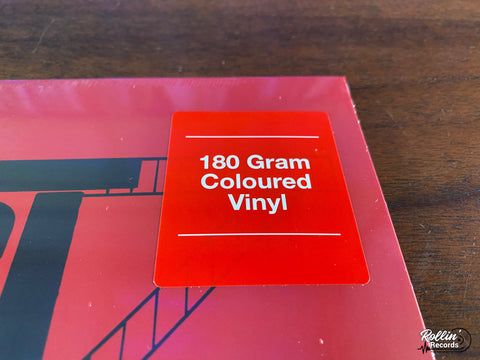 180 Gram
Coloured
Vinyl
Rollin'
Records